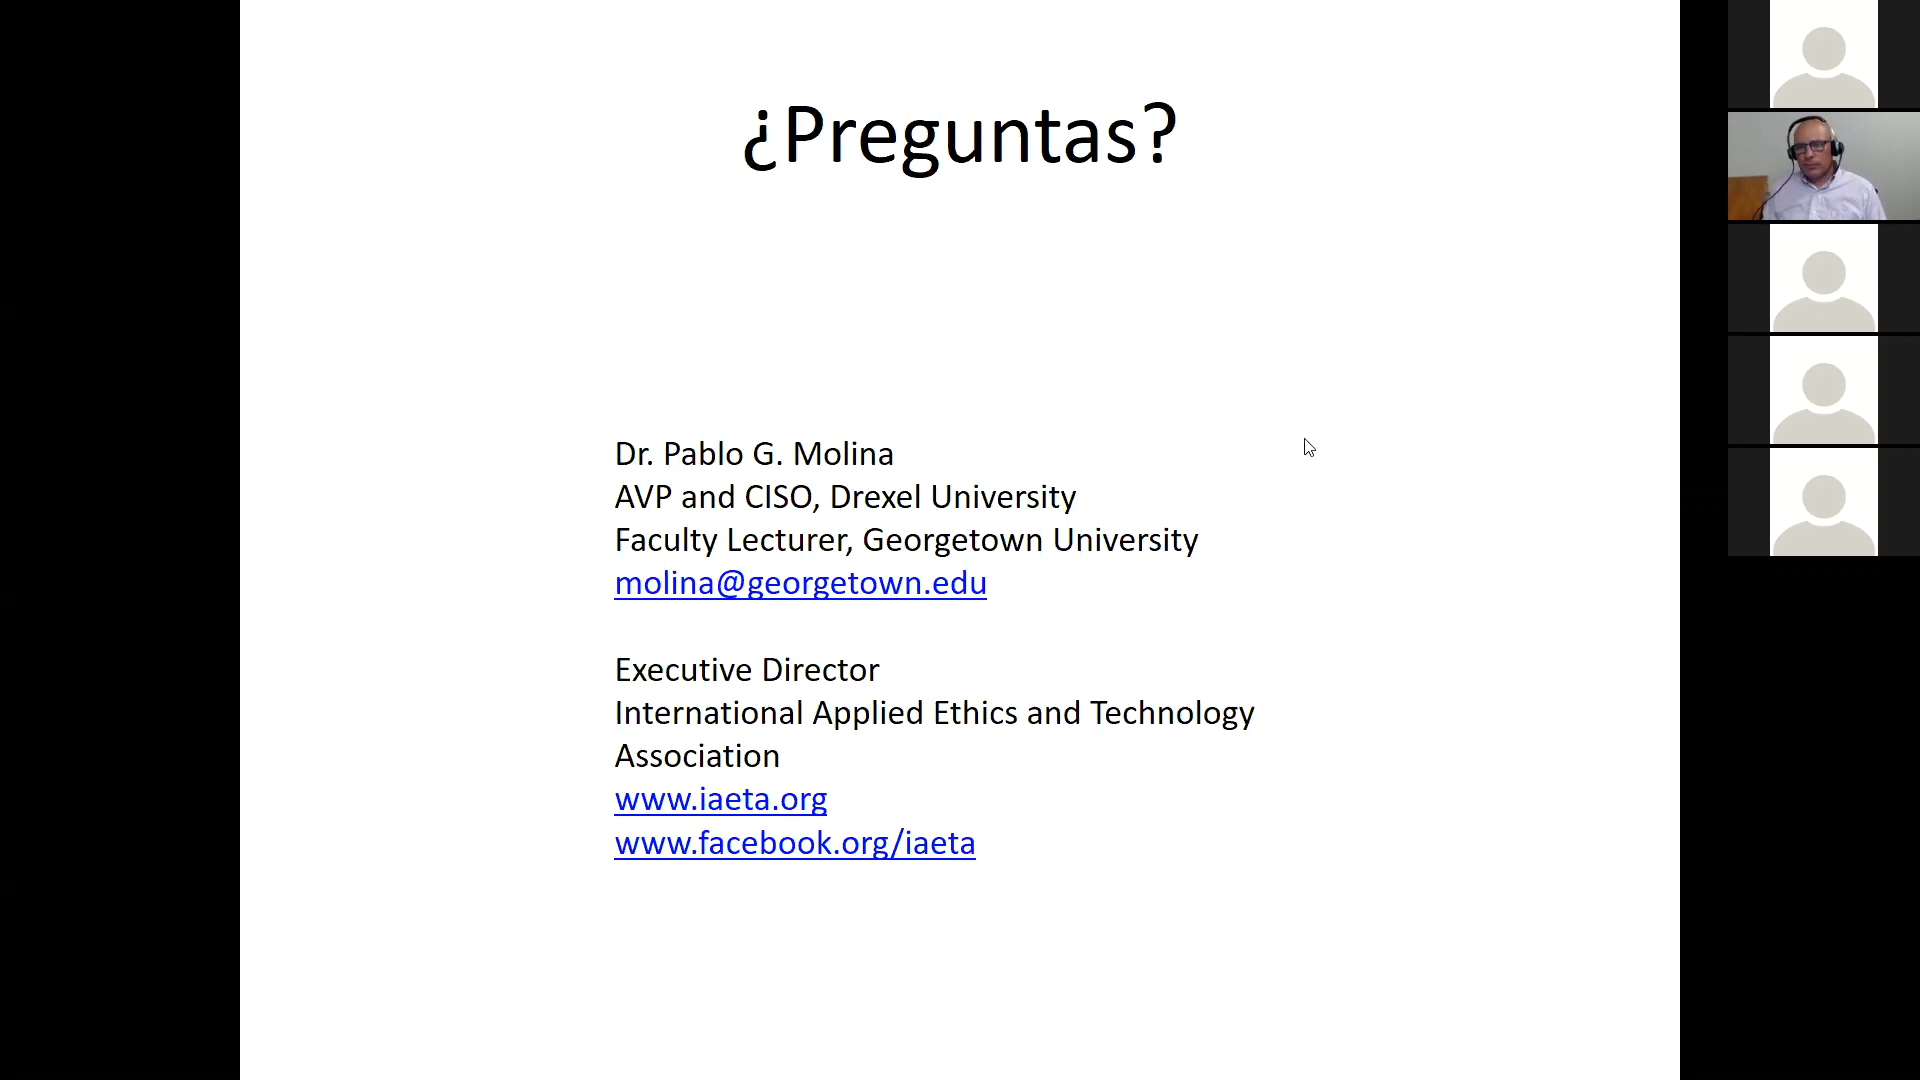 ¿Preguntas?
Dr. Pablo G. Molina
AVP and CISO, Drexel University
Faculty Lecturer, Georgetown University
molina@georgetown.edu
Executive Director
International Applied Ethics and Technology
Association
www.iaeta.org
www.facebook.org/iaeta